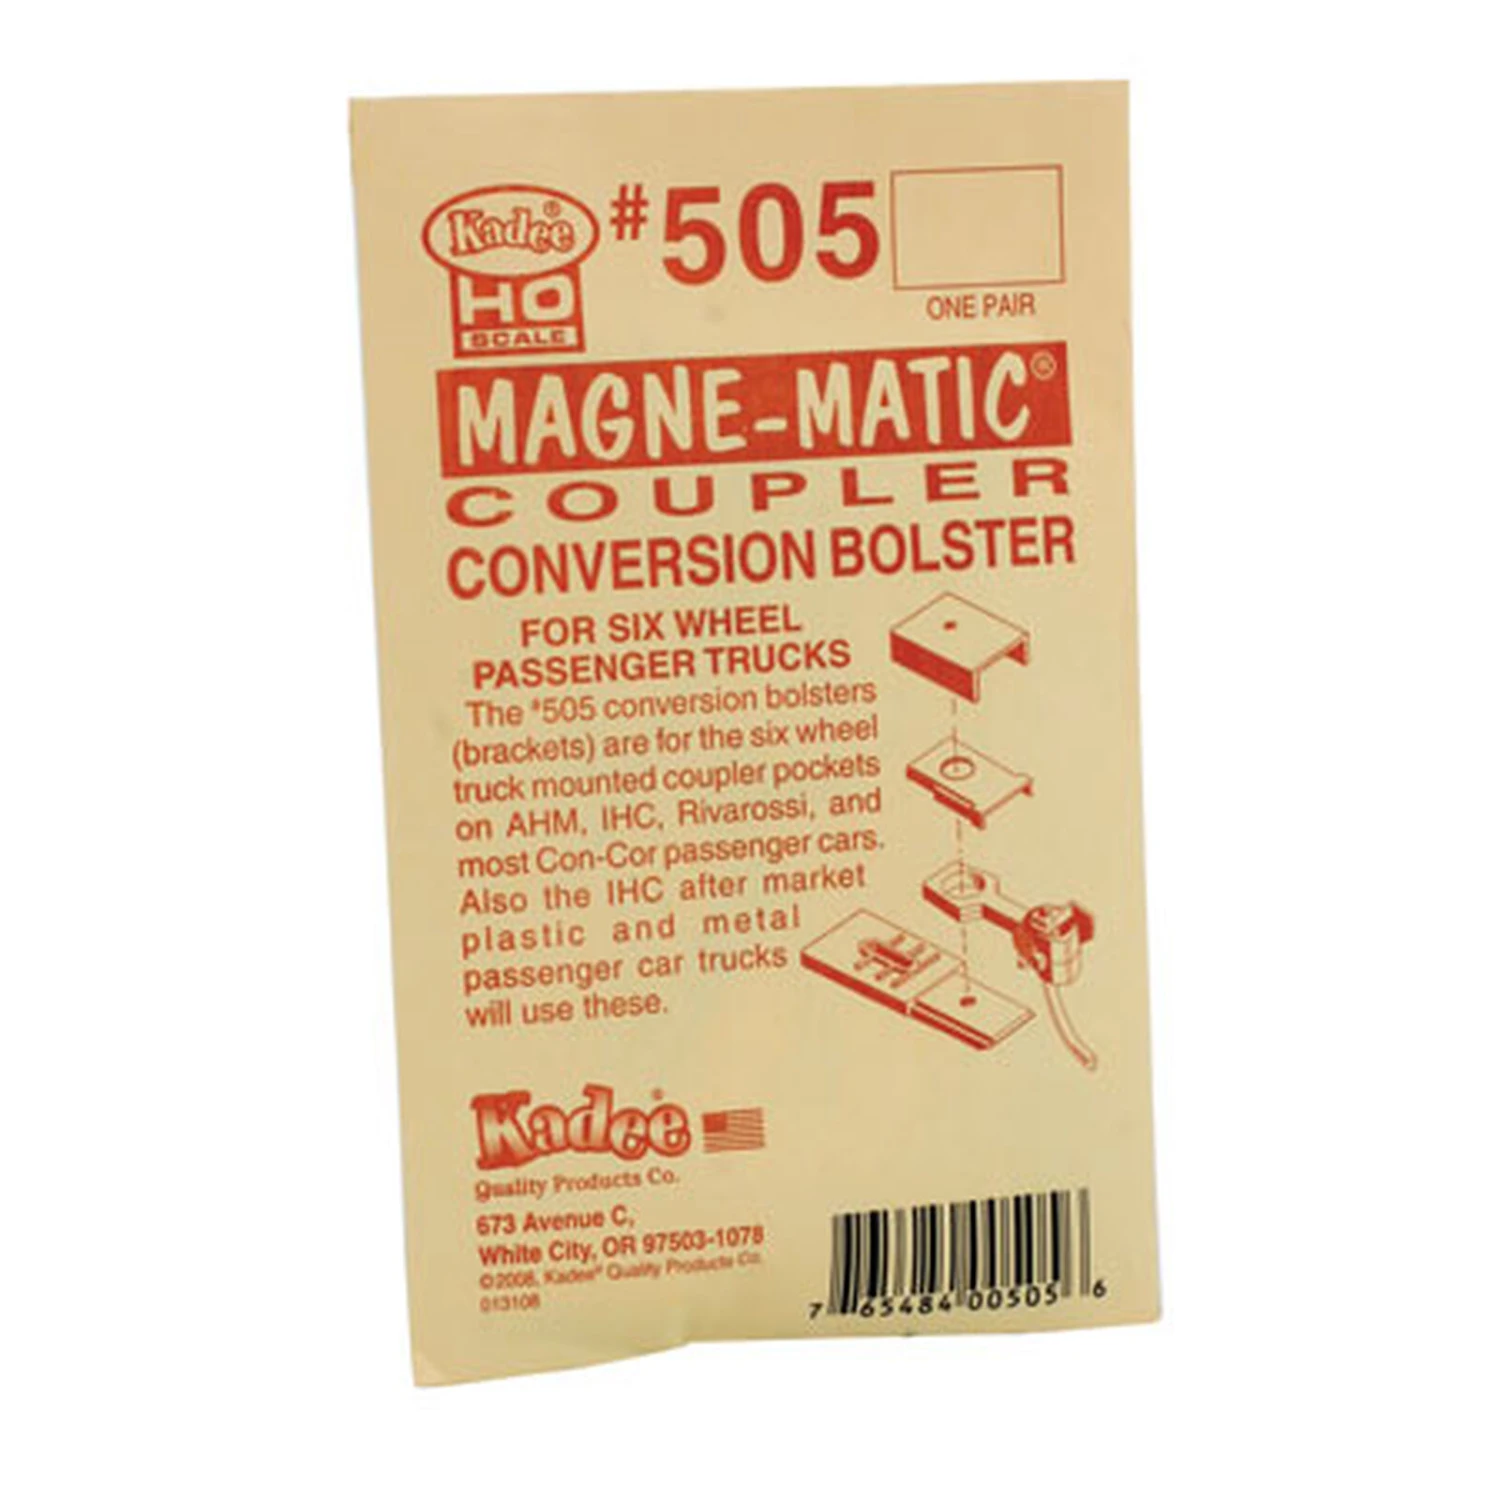 Kadee®
HO
SCALE
#505
ONE PAIR
MAGNE-MATIC®
COUPLER
CONVERSION BOLSTER
FOR SIX WHEEL
PASSENGER TRUCKS
The #505 conversion bolsters
(brackets) are for the six wheel
truck mounted coupler pockets
on AHM, IHC, Rivarossi, and
most Con-Cor passenger cars.
Also the IHC after market
plastic and metal
passenger car trucks
will use these.
Kadee®
Quality Products Co.
673 Avenue C,
White City, OR 97503-1078
©2008, Kadee® Quality Products Co.
013108
7 65484 00505 6